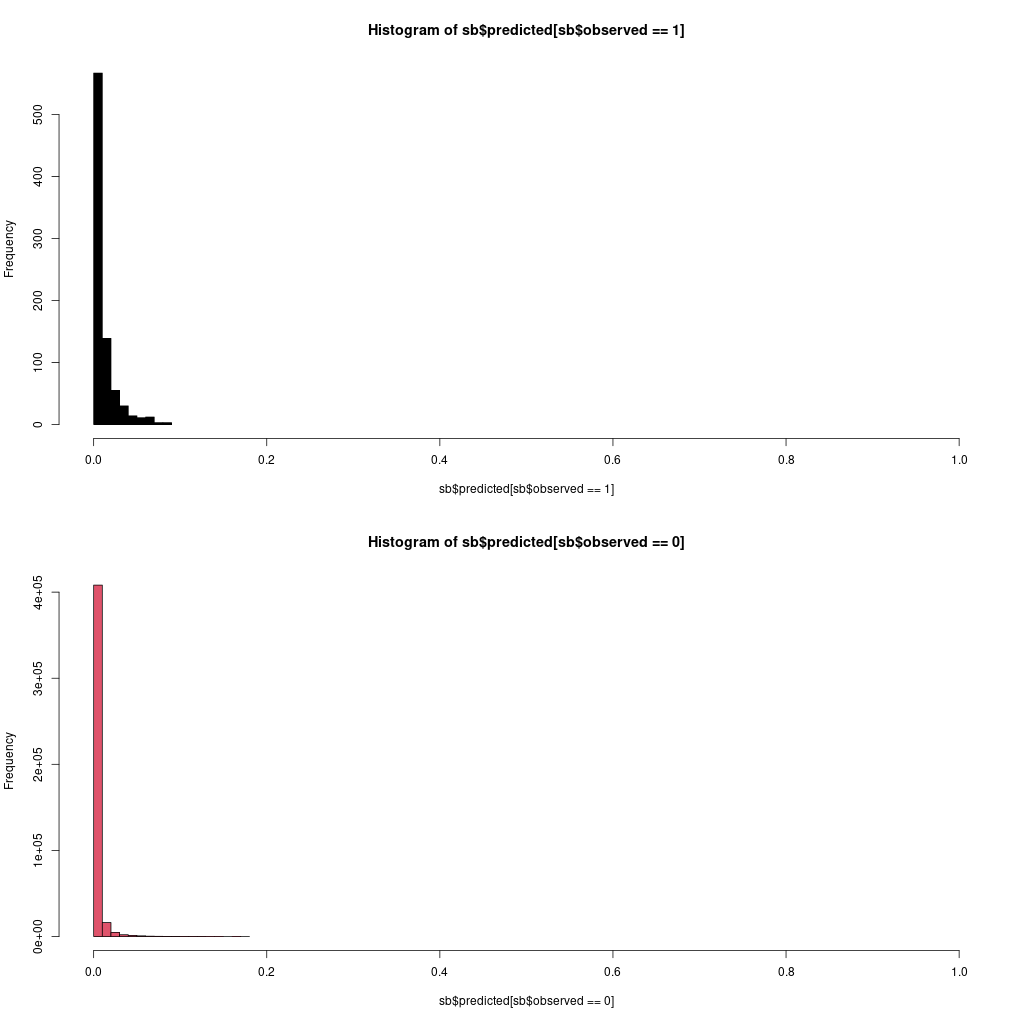 Histogram of sb$predicted[sb$observed == 1]
Frequency
500
400
300
200
100
0
0.0 0.2 0.4 0.6 0.8 1.0
sb$predicted[sb$observed == 1]
Histogram of sb$predicted[sb$observed == 0]
Frequency
4e+05
3e+05
2e+05
1e+05
0e+00
0.0 0.2 0.4 0.6 0.8 1.0
sb$predicted[sb$observed == 0]